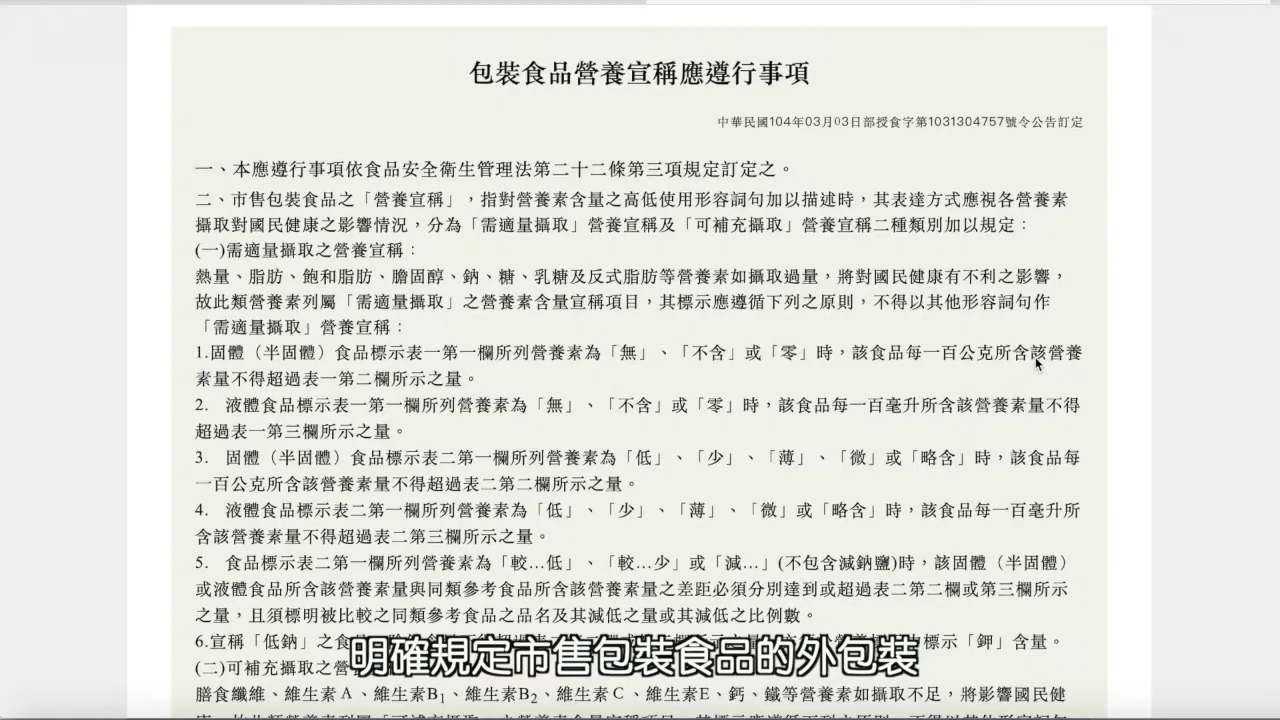 包裝食品營養宣稱應遵行事項
中華民國104年03月03日部授食字第1031304757號令公告訂定
一、本應遵行事項依食品安全衛生管理法第二十二條第三項規定訂定之。
二、市售包裝食品之「營養宣稱」，指對營養素含量之高低使用形容詞句加以描述時，其表達方式應視各營養素
攝取對國民健康之影響情況，分為「需適量攝取」營養宣稱及「可補充攝取」營養宣稱二種類別加以規定：
(一)需適量攝取之營養宣稱：
熱量、脂肪、飽和脂肪、膽固醇、鈉、糖、乳糖及反式脂肪等營養素如攝取過量，將對國民健康有不利之影響，
故此類營養素列屬「需適量攝取」之營養素含量宣稱項目，其標示應遵循下列之原則，不得以其他形容詞句作
「需適量攝取」營養宣稱：
1.固體（半固體）食品標示表一第一欄所列營養素為「無」、「不含」或「零」時，該食品每一百公克所含該營養
素量不得超過表一第二欄所示之量。
2. 液體食品標示表一第一欄所列營養素為「無」、「不含」或「零」時，該食品每一百毫升所含該營養素量不得
超過表一第三欄所示之量。
3. 固體（半固體）食品標示表二第一欄所列營養素為「低」、「少」、「薄」、「微」或「略含」時，該食品每
一百公克所含該營養素量不得超過表二第二欄所示之量。
4. 液體食品標示表二第一欄所列營養素為「低」、「少」、「薄」、「微」或「略含」時，該食品每一百毫升所
含該營養素量不得超過表二第三欄所示之量。
5. 食品標示表二第一欄所列營養素為「較…低」、「較…少」或「減…」(不包含減鈉鹽)時，該固體（半固體）
或液體食品所含該營養素量與同類參考食品所含該營養素量之差距必須分別達到或超過表二第二欄或第三欄所示
之量，且須標明被比較之同類參考食品之品名及其減低之量或其減低之比例數。
6.宣稱「低鈉」之食 標示「鉀」含量。
明確規定市售包裝食品的外包裝
(二)可補充攝取之營
膳食纖維、維生素A、維生素B₁、維生素B₂、維生素C、維生素E、鈣、鐵等營養素如攝取不足，將影響國民健